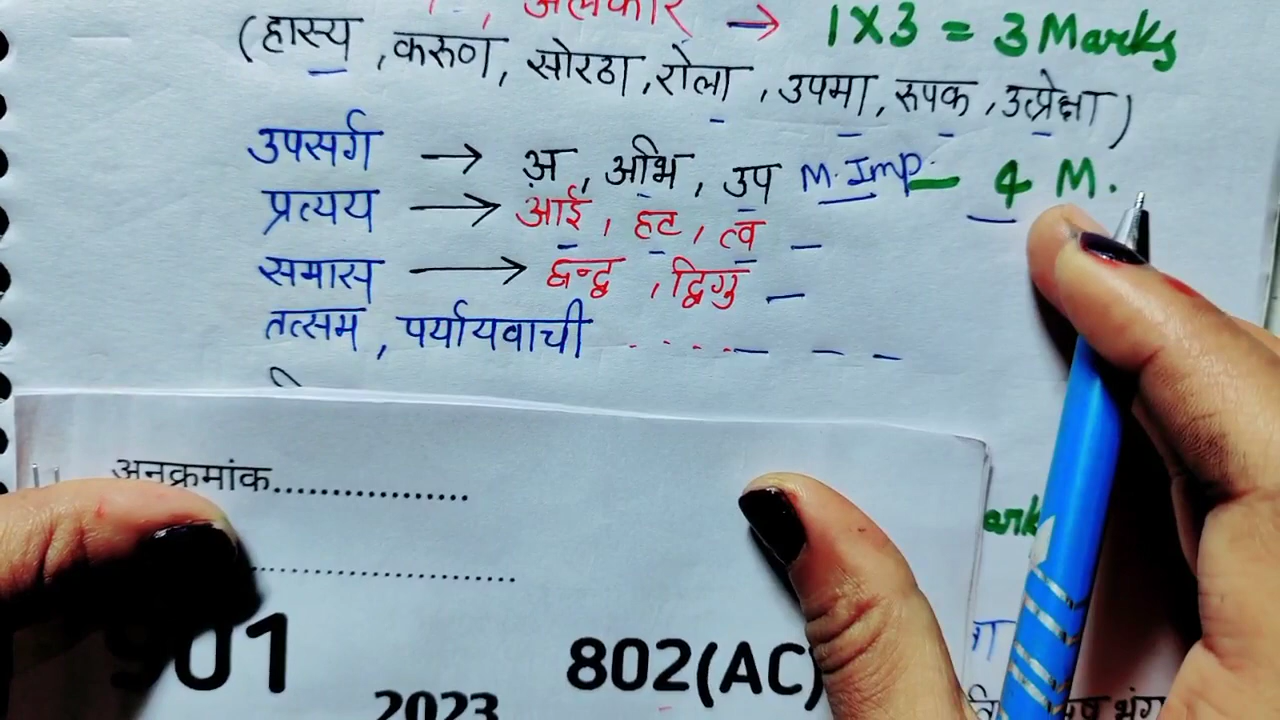 , अलंकार → 1X3 = 3 Marks
(हास्य , करुण, सोरठा , रोला , उपमा, रूपक , उत्प्रेक्षा)
उपसर्ग → अ , अभि , उप M. Imp. - 4 M.
प्रत्यय → आई , हट , त्व -
समास → द्वन्द्व , द्विगु -
तत्सम , पर्यायवाची ..... - - -
अनुक्रमांक..................
901 802(AC)
2023